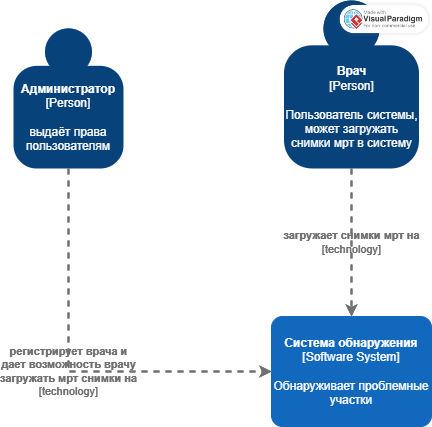 Made with
Visual Paradigm
For non-commercial use
Администратор
[Person]
выдаёт права
пользователям
Врач
[Person]
Пользователь системы,
может загружать
снимки мрт в систему
загружает снимки мрт на
[technology]
регистрирует врача и
дает возможность врачу
загружать мрт снимки на
[technology]
Система обнаружения
[Software System]
Обнаруживает проблемные
участки